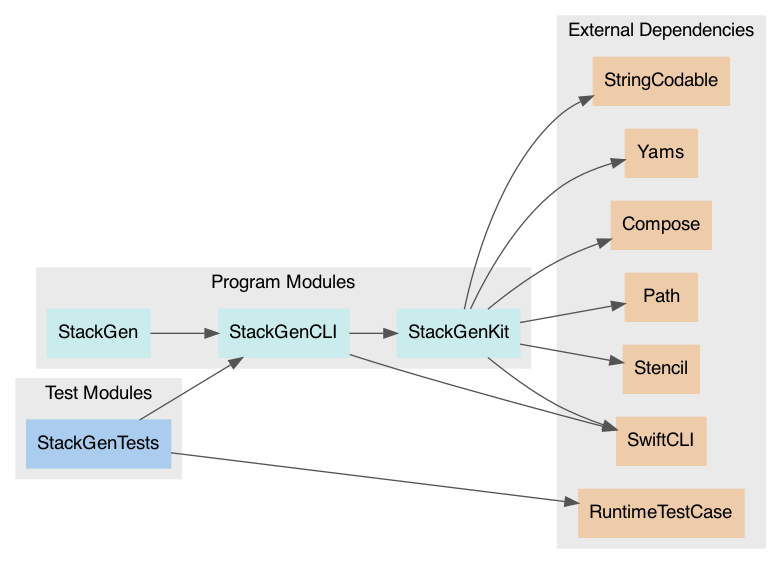 External Dependencies
StringCodable
Yams
Compose
Program Modules
Path
StackGen
StackGenCLI
StackGenKit
Stencil
Test Modules
StackGenTests
SwiftCLI
RuntimeTestCase